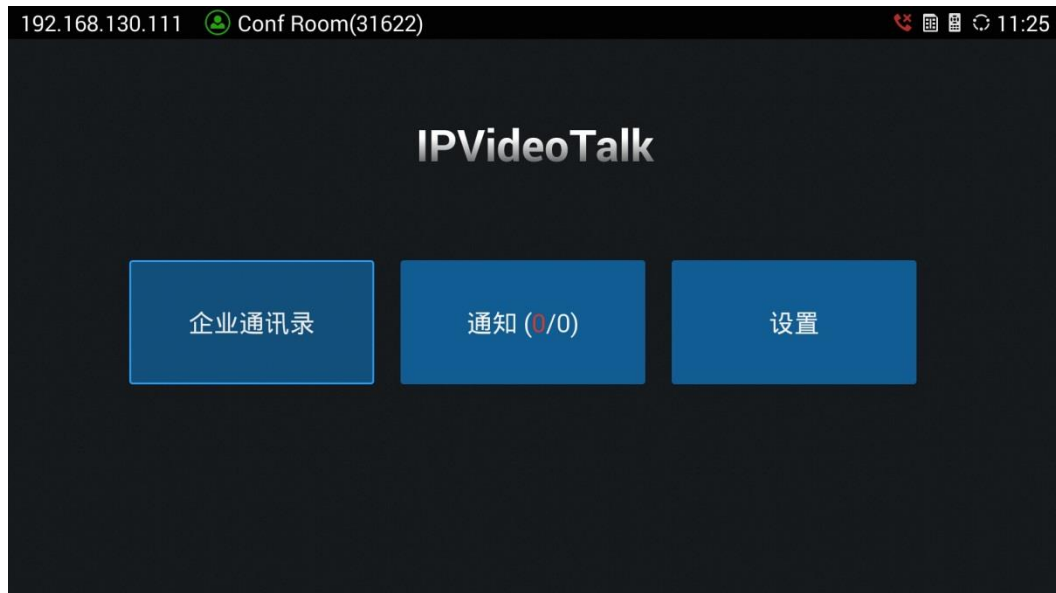 192.168.130.111 Conf Room(31622) 11:25
IPVideoTalk
企业通讯录 通知 (0/0) 设置